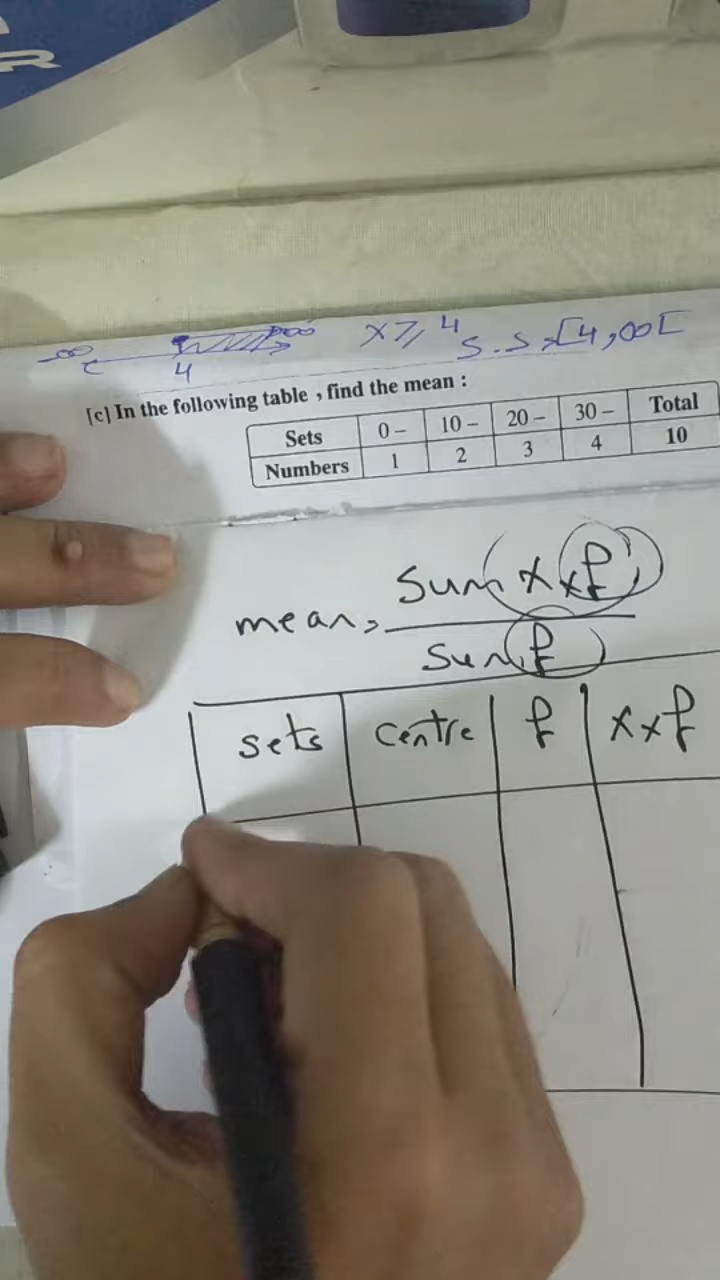 -∞ 4 ∞ x ≥ 4 S.S = [4, ∞[
[c] In the following table , find the mean :
Sets 0 – 10 – 20 – 30 – Total
Numbers 1 2 3 4 10
mean = sum (x × f)
sum f
sets centre f x×f